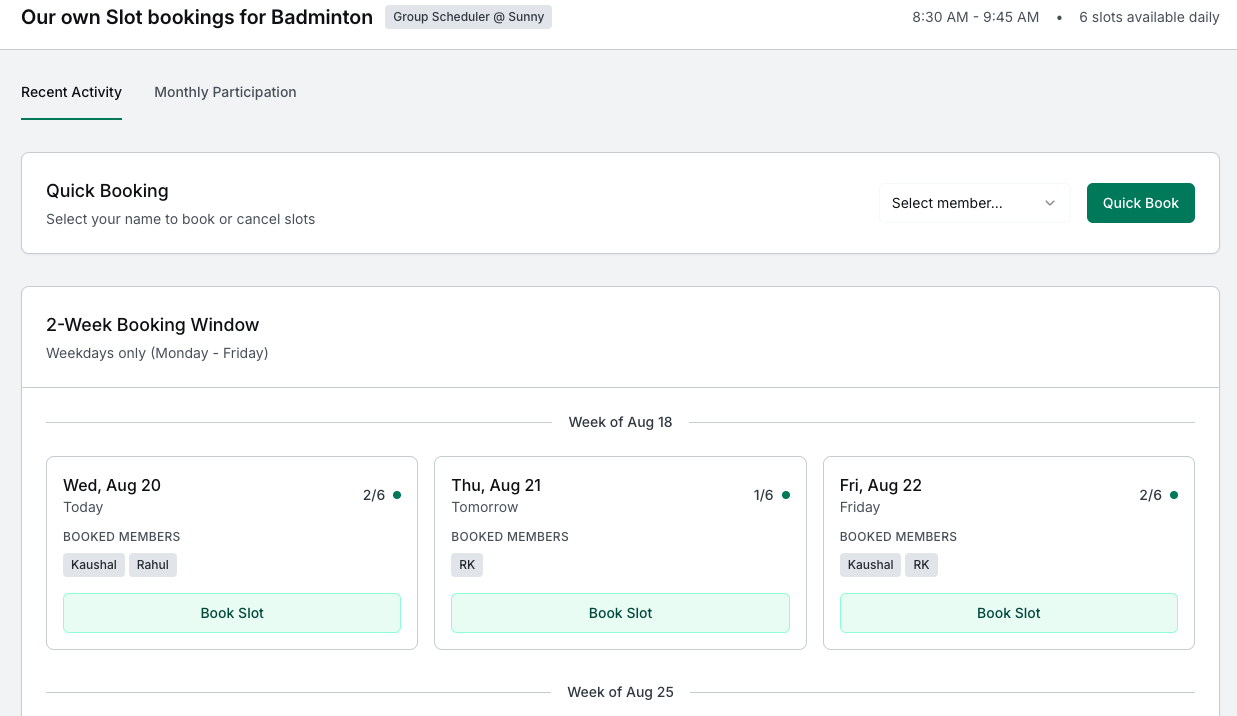 Our own Slot bookings for Badminton
Group Scheduler @ Sunny
8:30 AM - 9:45 AM • 6 slots available daily
Recent Activity
Monthly Participation
Quick Booking
Select your name to book or cancel slots
Select member...
Quick Book
2-Week Booking Window
Weekdays only (Monday - Friday)
Week of Aug 18
Wed, Aug 20
Today
2/6
BOOKED MEMBERS
Kaushal
Rahul
Book Slot
Thu, Aug 21
Tomorrow
1/6
BOOKED MEMBERS
RK
Book Slot
Fri, Aug 22
Friday
2/6
BOOKED MEMBERS
Kaushal
RK
Book Slot
Week of Aug 25